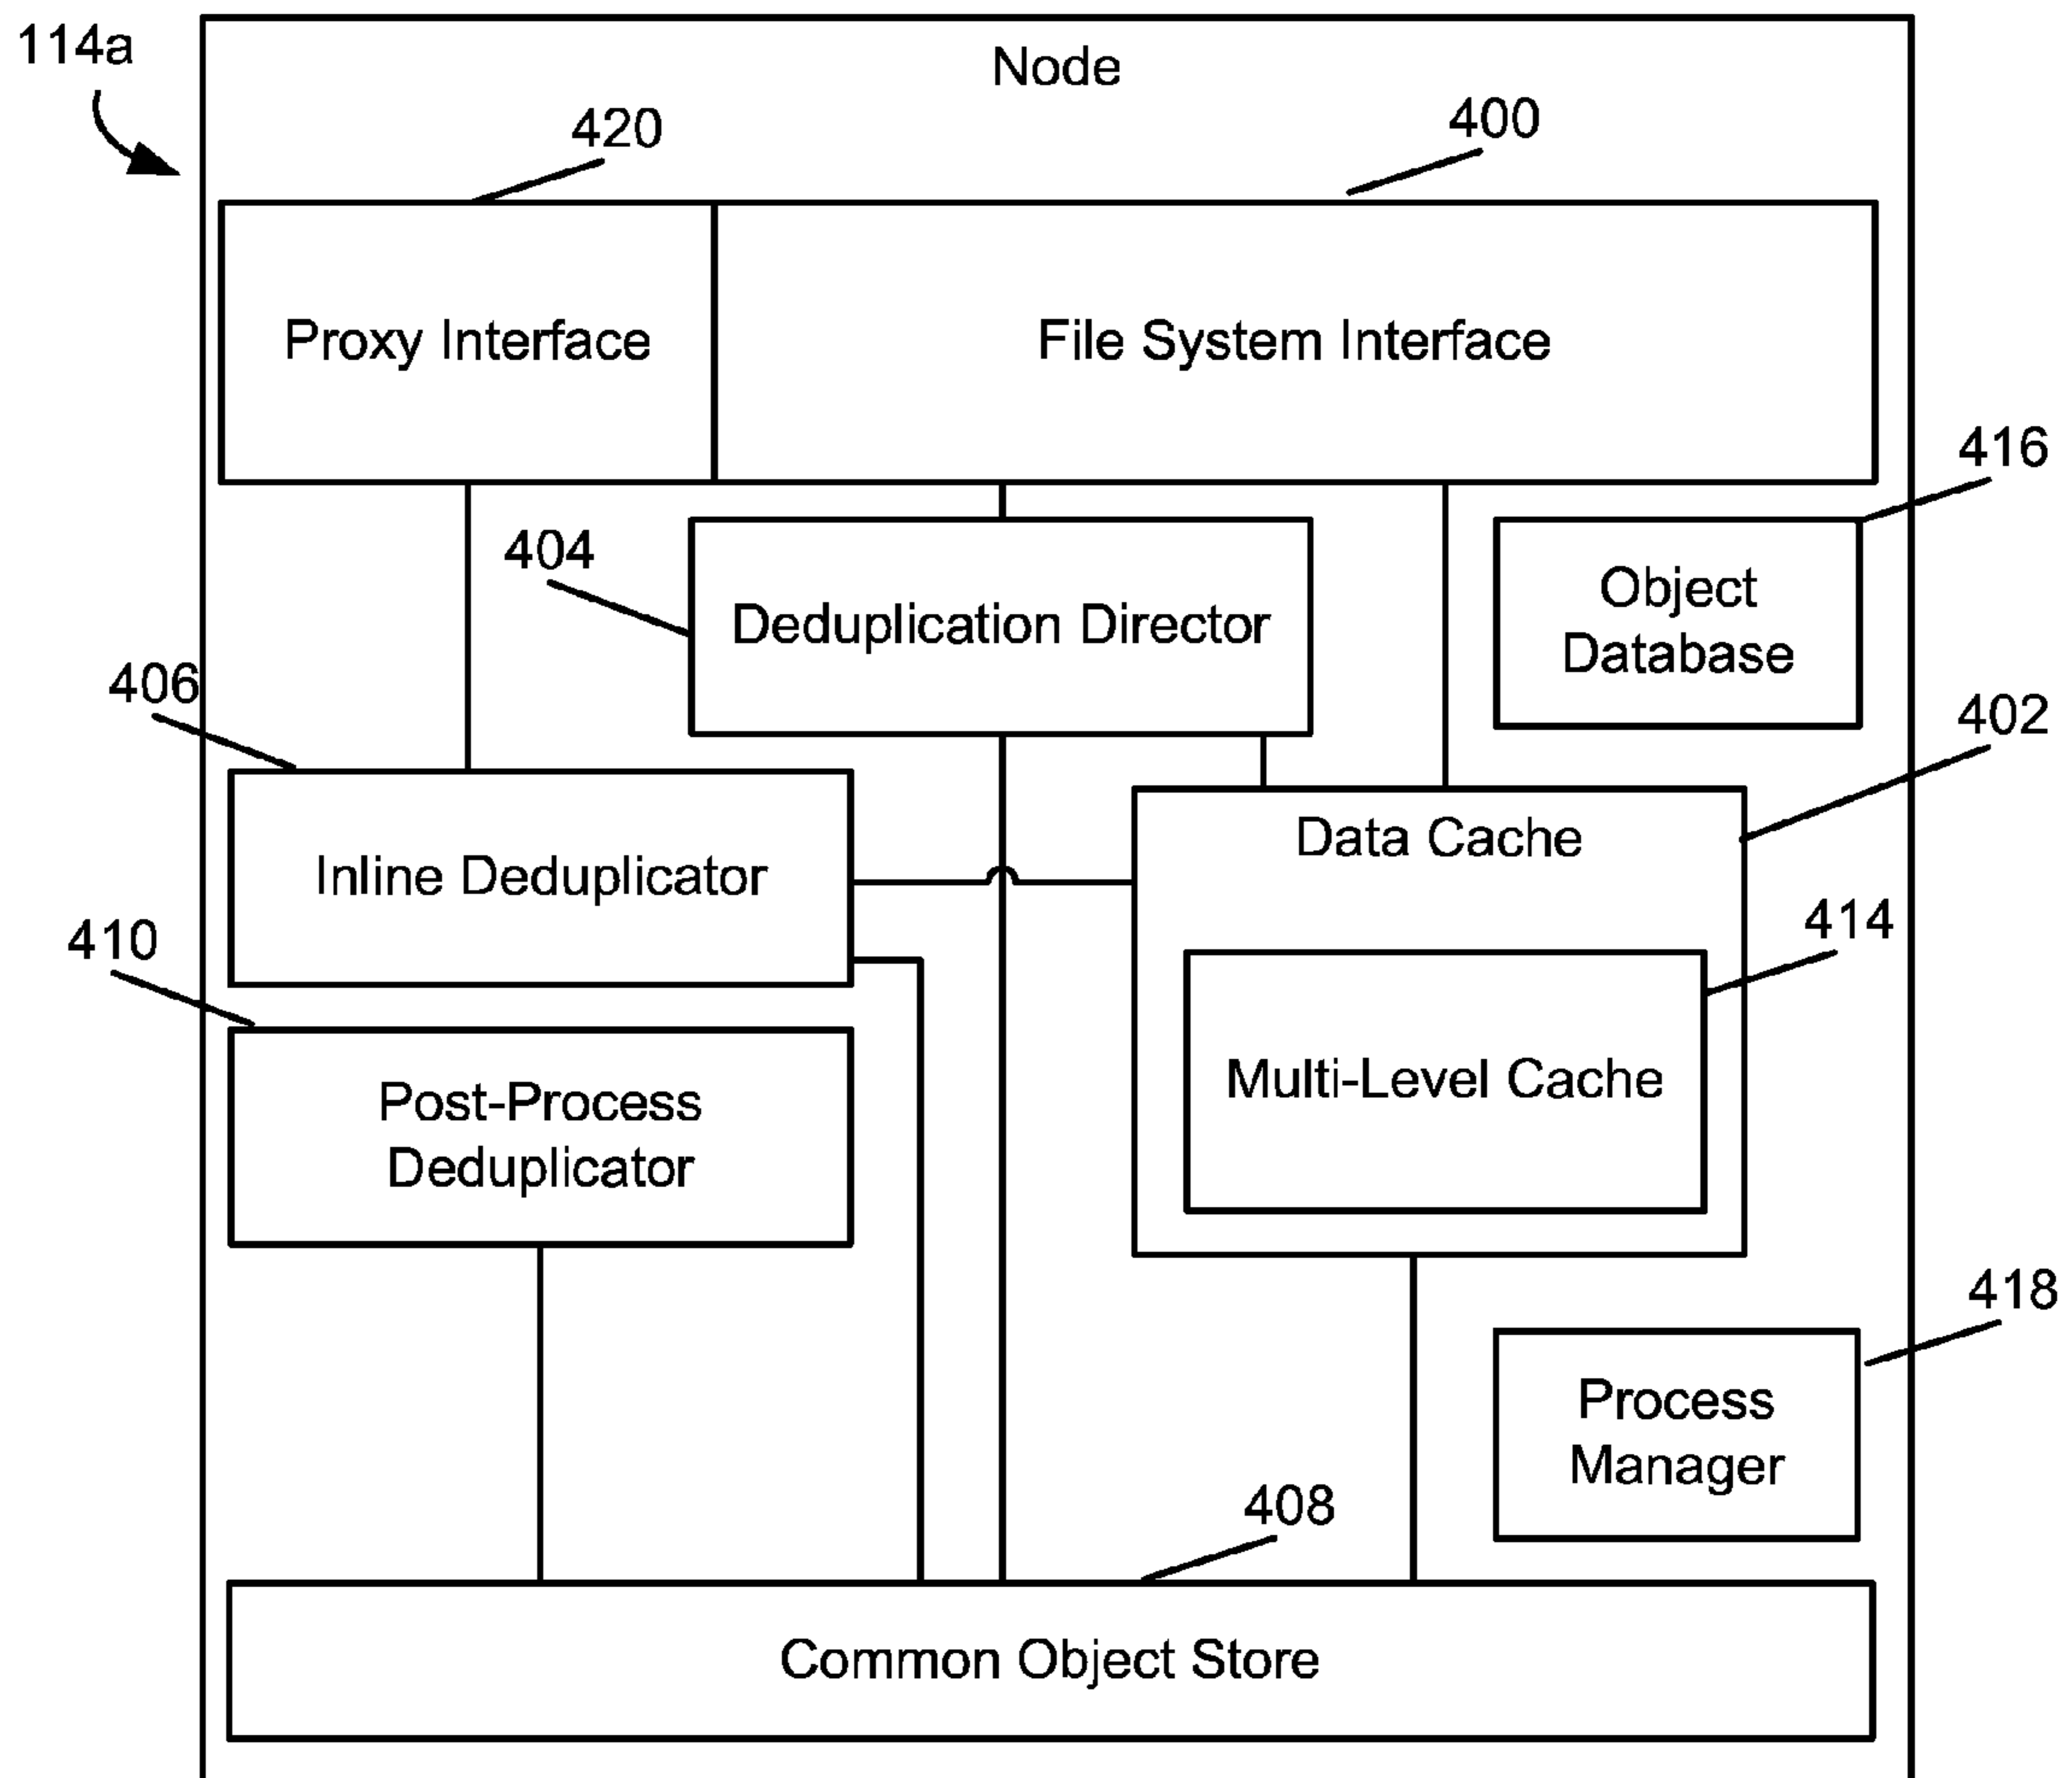 114a
Node
420
400
Proxy Interface
File System Interface
416
404
Object
Database
Deduplication Director
406
402
Data Cache
Inline Deduplicator
414
410
Multi-Level Cache
Post-Process
Deduplicator
418
Process
Manager
408
Common Object Store